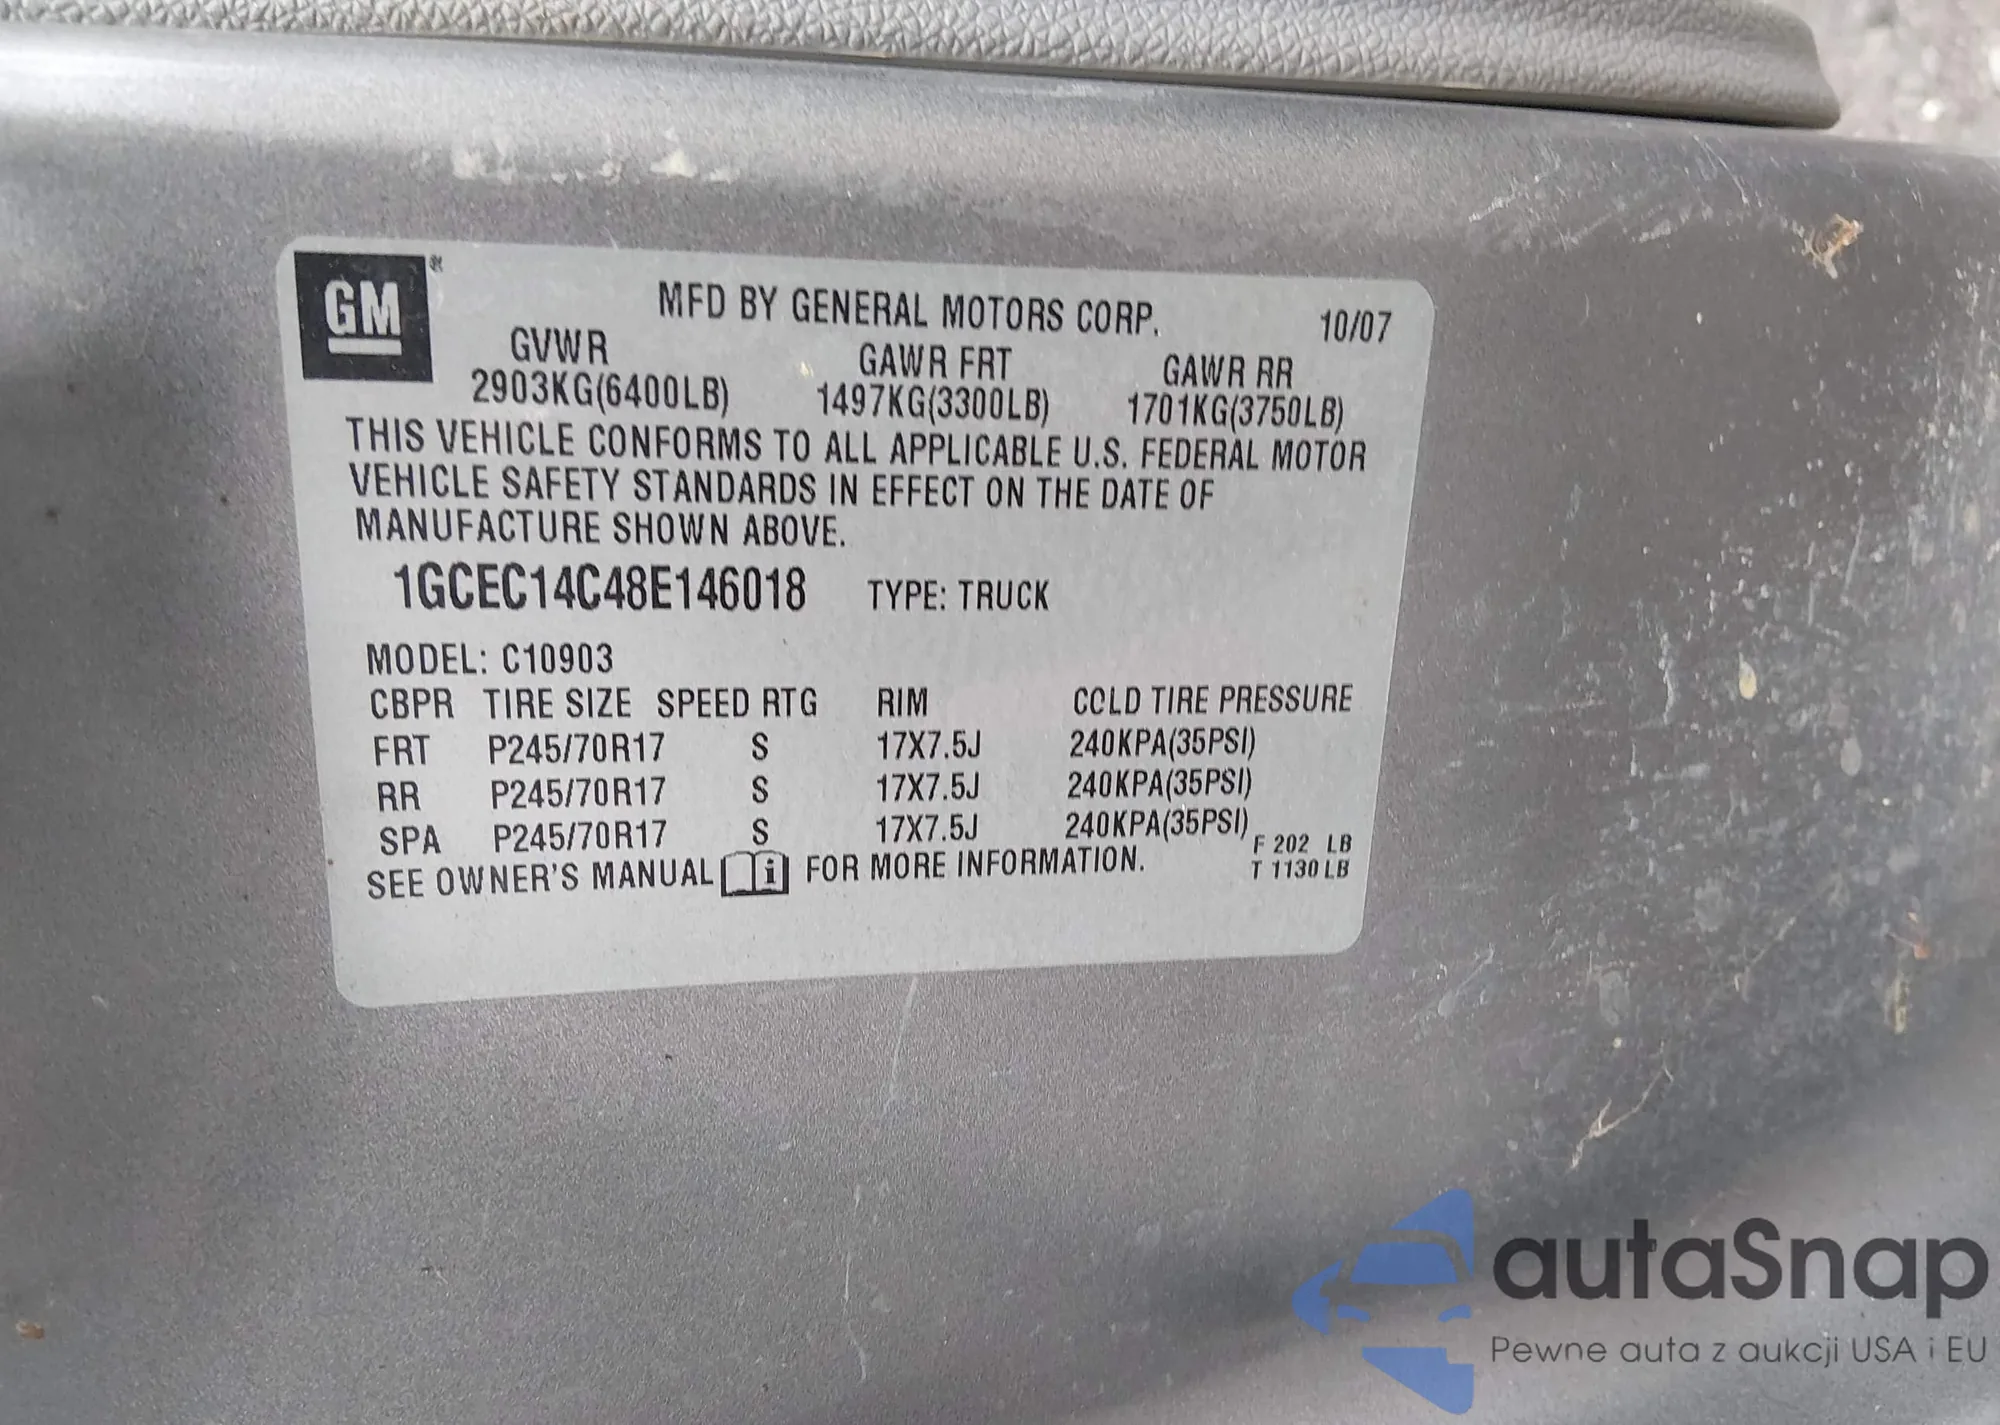 GM®
MFD BY GENERAL MOTORS CORP. 10/07
GVWR GAWR FRT GAWR RR
2903KG(6400LB) 1497KG(3300LB) 1701KG(3750LB)
THIS VEHICLE CONFORMS TO ALL APPLICABLE U.S. FEDERAL MOTOR
VEHICLE SAFETY STANDARDS IN EFFECT ON THE DATE OF
MANUFACTURE SHOWN ABOVE.
1GCEC14C48E146018 TYPE: TRUCK
MODEL: C10903
CBPR TIRE SIZE SPEED RTG RIM COLD TIRE PRESSURE
FRT P245/70R17 S 17X7.5J 240KPA(35PSI)
RR P245/70R17 S 17X7.5J 240KPA(35PSI)
SPA P245/70R17 S 17X7.5J 240KPA(35PSI)
F 202 LB
SEE OWNER'S MANUAL i FOR MORE INFORMATION.
T 1130 LB
autaSnap
Pewne auta z aukcji USA i EU